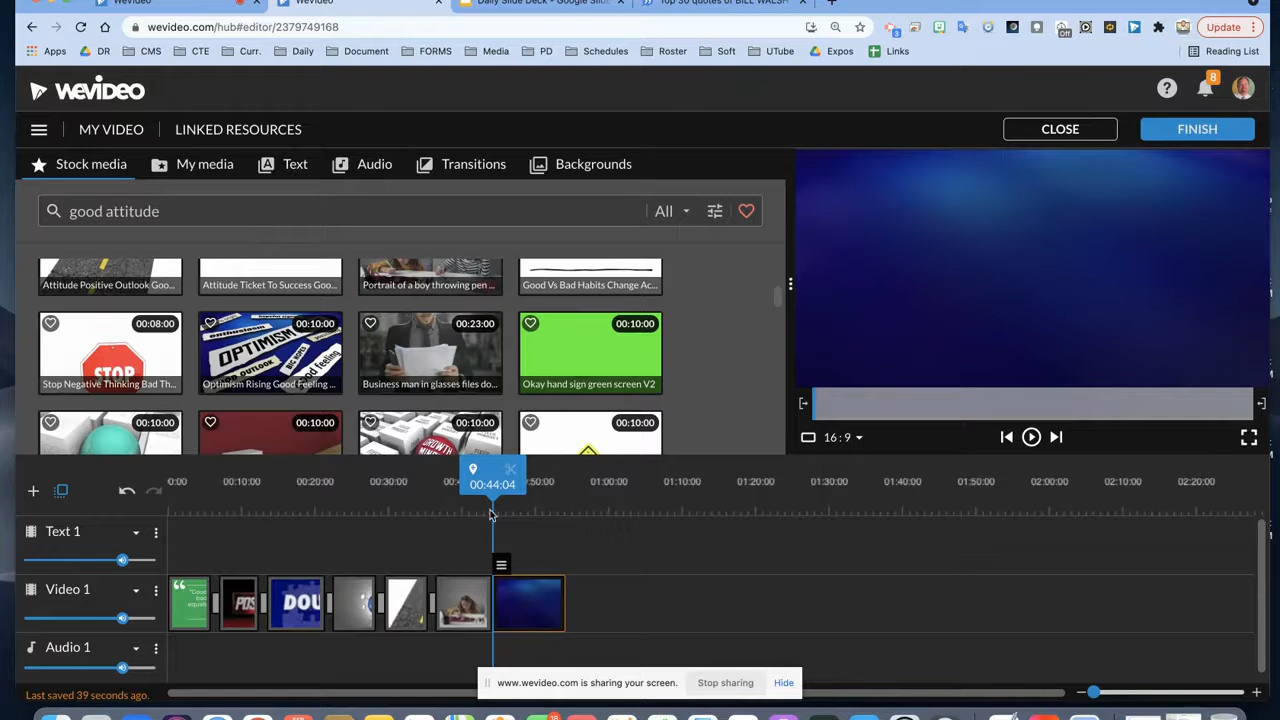 WeVideo
WeVideo
Daily Slide Deck - Google Slide
Top 30 quotes of BILL WALSH
wevideo.com/hub#editor/2379749168
Update
Apps
DR
CMS
CTE
Curr.
Daily
Document
FORMS
Media
PD
Schedules
Roster
Soft
UTube
Expos
Links
Reading List
WEVIDEO
8
MY VIDEO
LINKED RESOURCES
CLOSE
FINISH
Stock media
My media
Text
Audio
Transitions
Backgrounds
good attitude
All
Attitude Positive Outlook Goo...
Attitude Ticket To Success Goo...
Portrait of a boy throwing pen ...
Good Vs Bad Habits Change Ac...
00:08:00
00:10:00
00:23:00
00:10:00
STOP
OPTIMISM
Stop Negative Thinking Bad Th...
Optimism Rising Good Feeling ...
Business man in glasses files do...
Okay hand sign green screen V2
00:10:00
00:10:00
00:10:00
00:10:00
GROWTH
16:9
0:00
00:10:00
00:20:00
00:30:00
00:44:04
50:00
01:00:00
01:10:00
01:20:00
01:30:00
01:40:00
01:50:00
02:00:00
02:10:00
02:20:00
Text 1
Video 1
POS
DOU
Audio 1
www.wevideo.com is sharing your screen.
Stop sharing
Hide
Last saved 39 seconds ago.